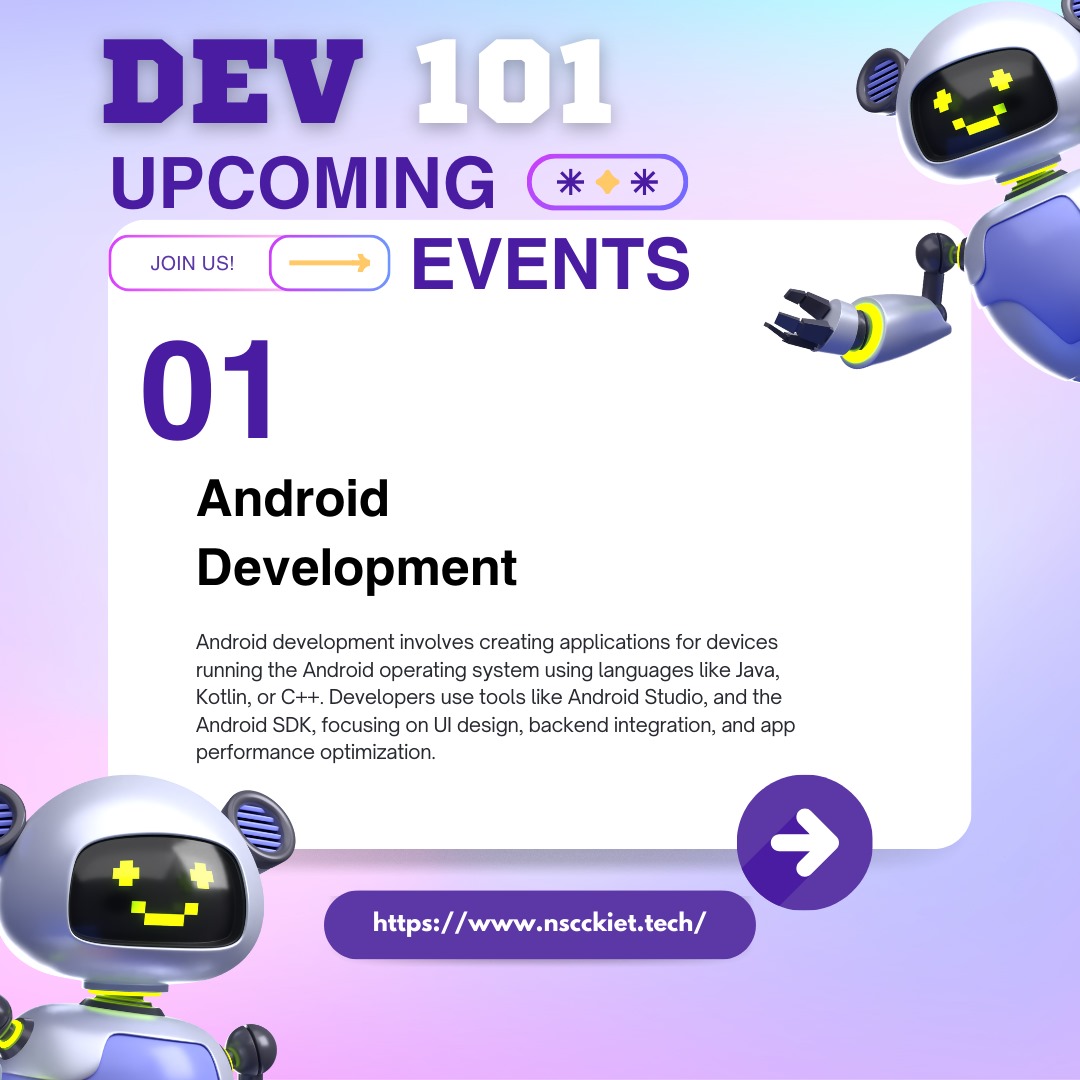 DEV 101
UPCOMING
JOIN US! EVENTS
01
Android
Development
Android development involves creating applications for devices
running the Android operating system using languages like Java,
Kotlin, or C++. Developers use tools like Android Studio, and the
Android SDK, focusing on UI design, backend integration, and app
performance optimization.
https://www.nscckiet.tech/